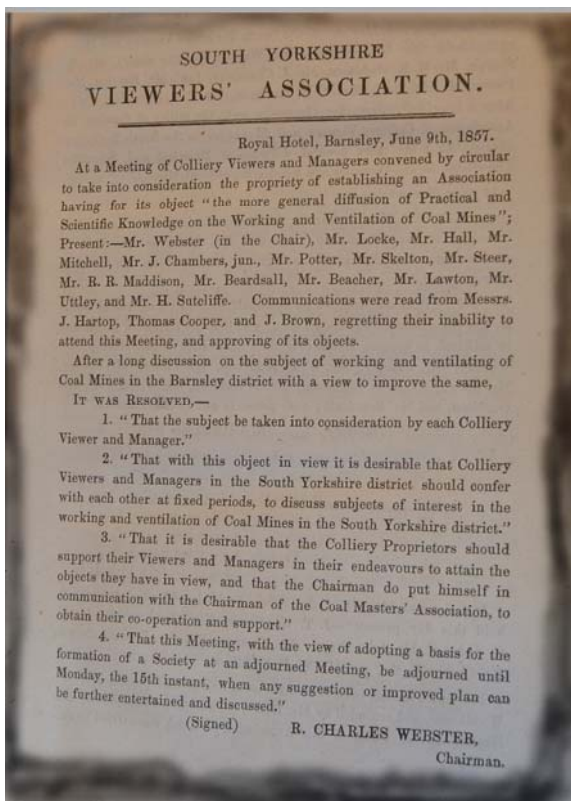 SOUTH YORKSHIRE
VIEWERS' ASSOCIATION.
Royal Hotel, Barnsley, June 9th, 1857.
At a Meeting of Colliery Viewers and Managers convened by circular
to take into consideration the propriety of establishing an Association
having for its object "the more general diffusion of Practical and
Scientific Knowledge on the Working and Ventilation of Coal Mines";
Present:—Mr. Webster (in the Chair), Mr. Locke, Mr. Hall, Mr.
Mitchell, Mr. J. Chambers, jun., Mr. Potter, Mr. Skelton, Mr. Steer,
Mr. R. R. Maddison, Mr. Beardsall, Mr. Beacher, Mr. Lawton, Mr.
Uttley, and Mr. H. Sutcliffe. Communications were read from Messrs.
J. Hartop, Thomas Cooper, and J. Brown, regretting their inability to
attend this Meeting, and approving of its objects.
After a long discussion on the subject of working and ventilating of
Coal Mines in the Barnsley district with a view to improve the same,
IT WAS RESOLVED,—
1. "That the subject be taken into consideration by each Colliery
Viewer and Manager."
2. "That with this object in view it is desirable that Colliery
Viewers and Managers in the South Yorkshire district should confer
with each other at fixed periods, to discuss subjects of interest in the
working and ventilation of Coal Mines in the South Yorkshire district."
3. "That it is desirable that the Colliery Proprietors should
support their Viewers and Managers in their endeavours to attain the
objects they have in view, and that the Chairman do put himself in
communication with the Chairman of the Coal Masters' Association, to
obtain their co-operation and support."
4. "That this Meeting, with the view of adopting a basis for the
formation of a Society at an adjourned Meeting, be adjourned until
Monday, the 15th instant, when any suggestion or improved plan can
be further entertained and discussed."
(Signed) R. CHARLES WEBSTER,
Chairman.